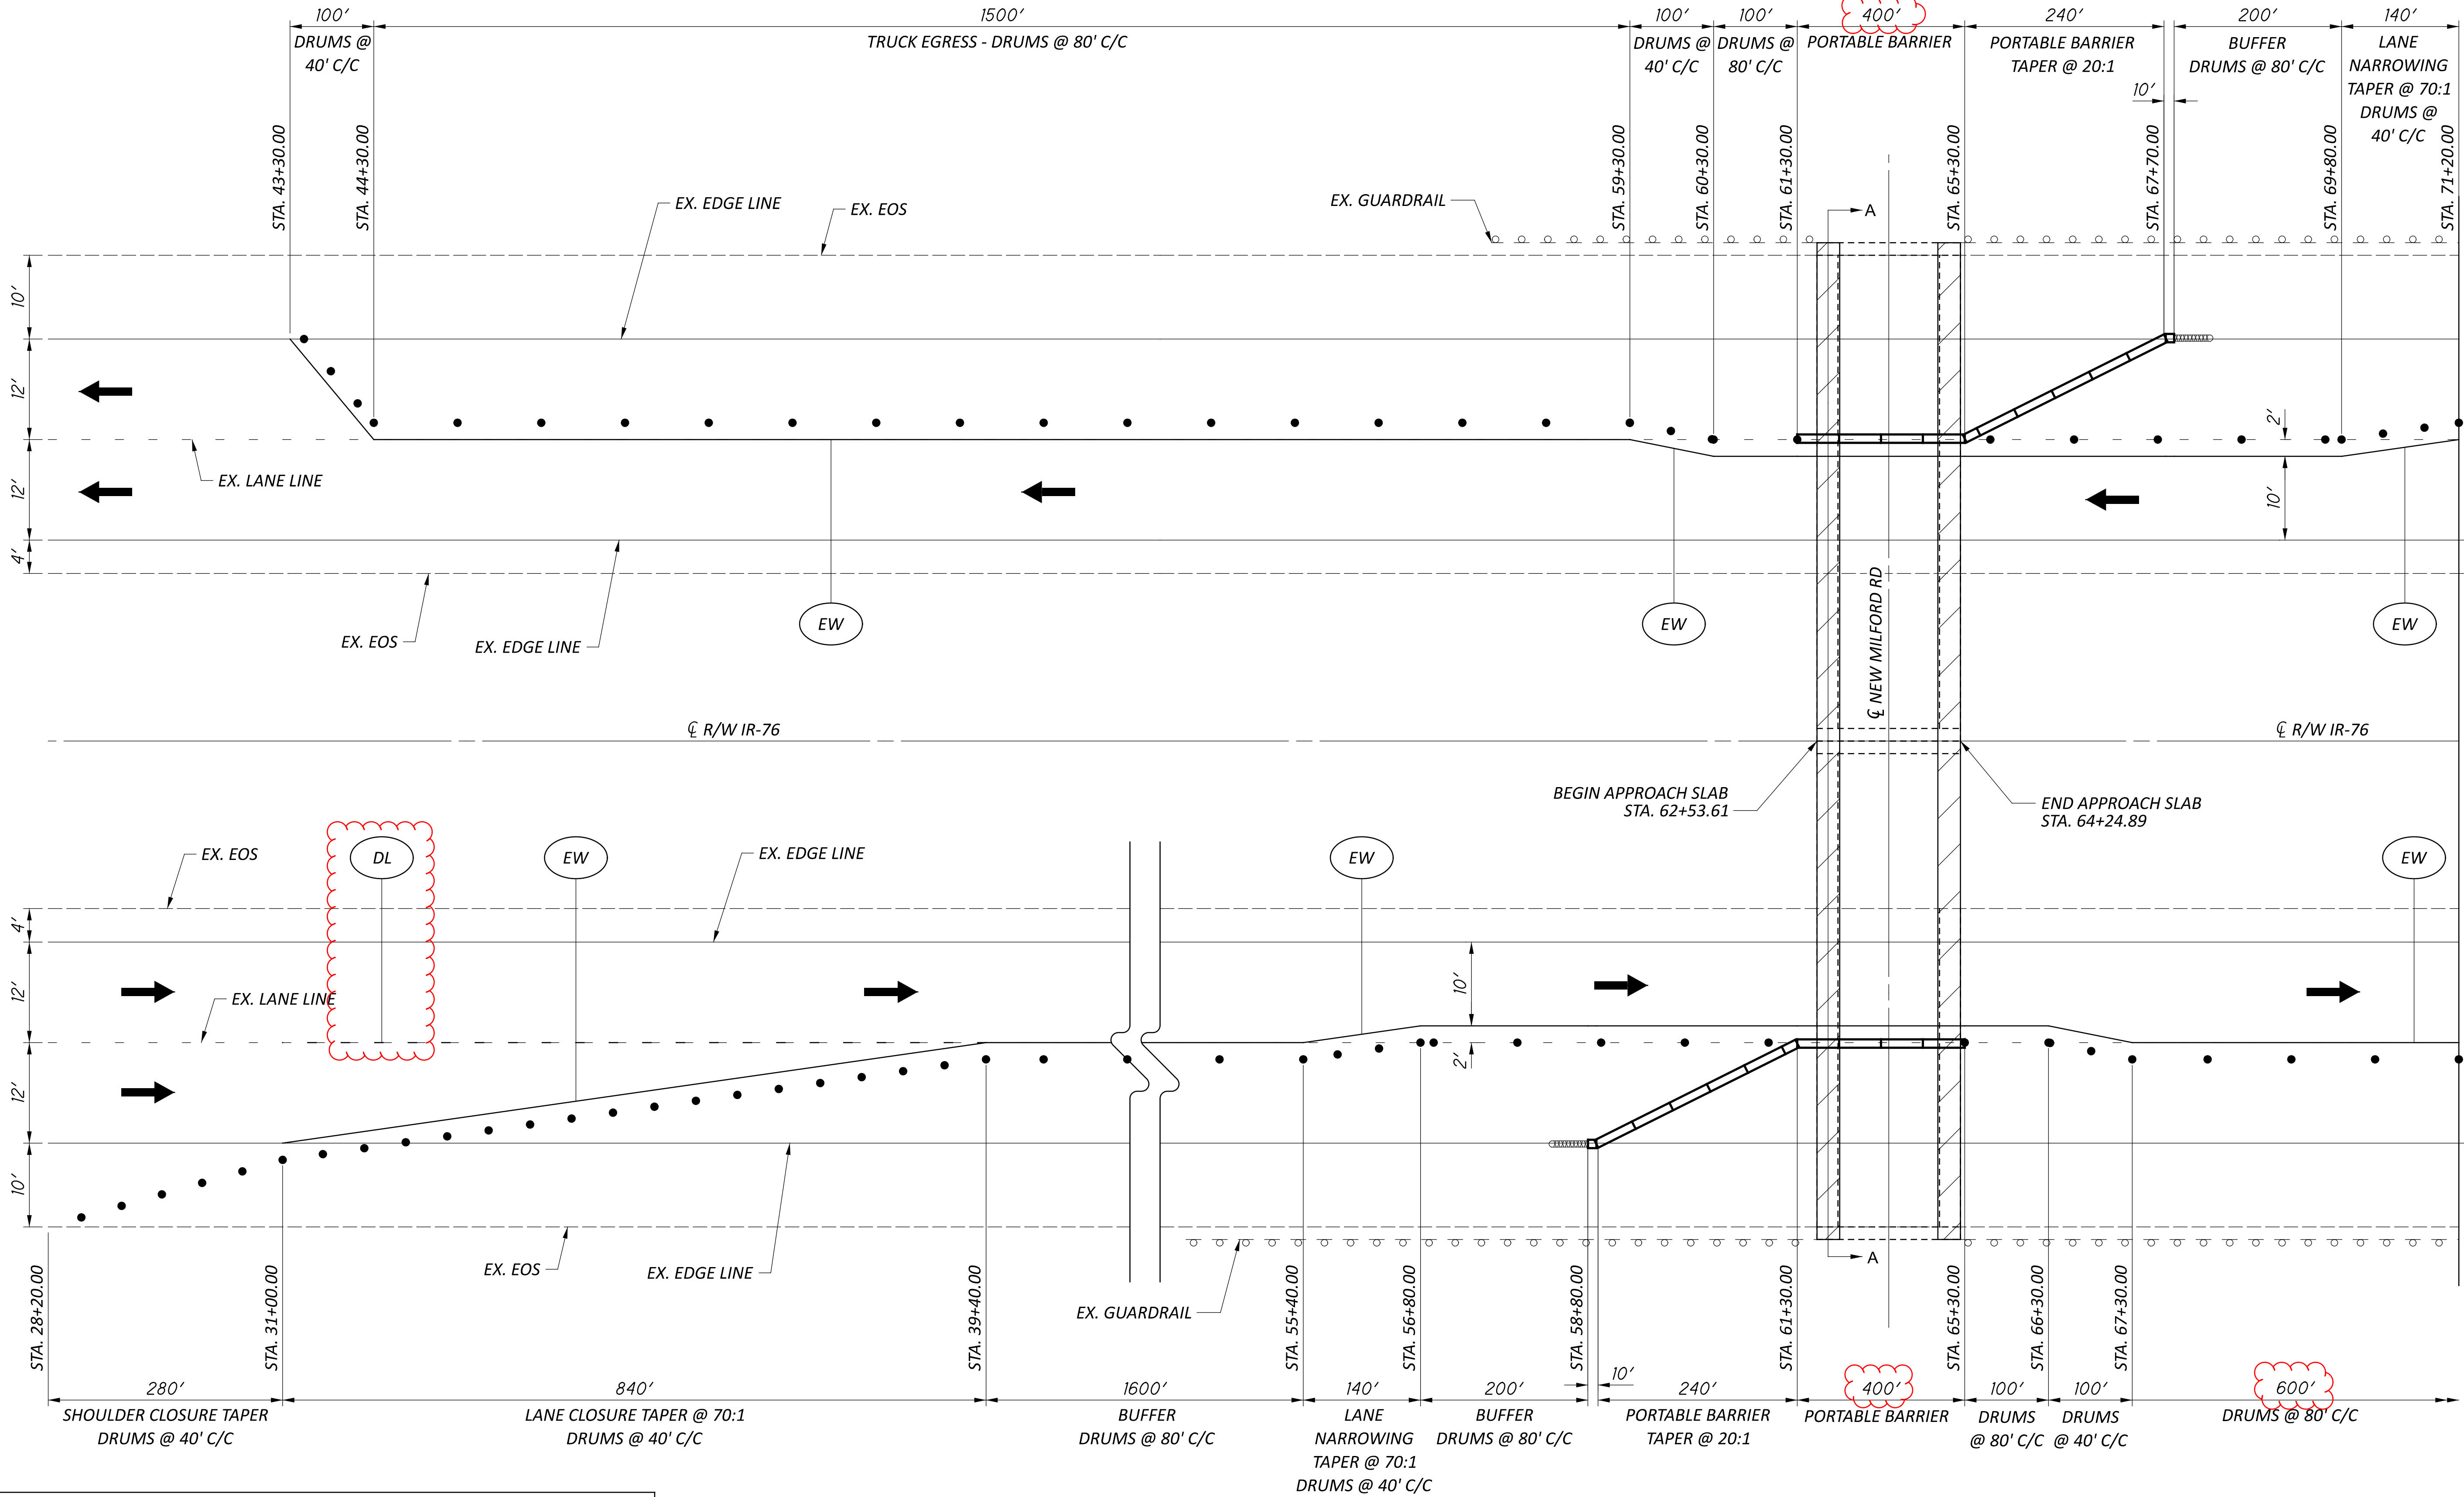 100'
1500'
100'
100'
400'
240'
200'
140'
DRUMS @
40' C/C
TRUCK EGRESS - DRUMS @ 80' C/C
DRUMS @
40' C/C
DRUMS @
80' C/C
PORTABLE BARRIER
PORTABLE BARRIER
TAPER @ 20:1
BUFFER
DRUMS @ 80' C/C
LANE
NARROWING
TAPER @ 70:1
DRUMS @
40' C/C
10'
STA. 43+30.00
STA. 44+30.00
STA. 59+30.00
STA. 60+30.00
STA. 61+30.00
STA. 65+30.00
STA. 67+70.00
STA. 69+80.00
STA. 71+20.00
EX. EDGE LINE
EX. EOS
EX. GUARDRAIL
A
10'
12'
12'
4'
2'
10'
EX. LANE LINE
EX. EOS
EX. EDGE LINE
EW
EW
EW
℄ NEW MILFORD RD
℄ R/W IR-76
℄ R/W IR-76
BEGIN APPROACH SLAB
STA. 62+53.61
END APPROACH SLAB
STA. 64+24.89
EX. EOS
DL
EW
EX. EDGE LINE
EW
EW
4'
12'
12'
10'
EX. LANE LINE
10'
2'
EX. EOS
EX. EDGE LINE
EX. GUARDRAIL
A
STA. 28+20.00
STA. 31+00.00
STA. 39+40.00
STA. 55+40.00
STA. 56+80.00
STA. 58+80.00
STA. 61+30.00
STA. 65+30.00
STA. 66+30.00
STA. 67+30.00
280'
840'
1600'
140'
200'
10'
240'
400'
100'
100'
600'
SHOULDER CLOSURE TAPER
DRUMS @ 40' C/C
LANE CLOSURE TAPER @ 70:1
DRUMS @ 40' C/C
BUFFER
DRUMS @ 80' C/C
LANE
NARROWING
TAPER @ 70:1
DRUMS @ 40' C/C
BUFFER
DRUMS @ 80' C/C
PORTABLE BARRIER
TAPER @ 20:1
PORTABLE BARRIER
DRUMS
@ 80' C/C
DRUMS
@ 40' C/C
DRUMS @ 80' C/C